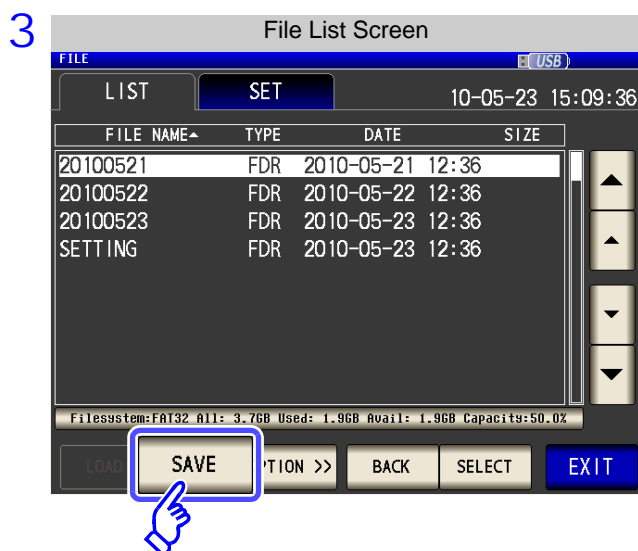 3
File List Screen
FILE
USB
LIST SET 10-05-23 15:09:36
FILE NAME TYPE DATE SIZE
20100521 FDR 2010-05-21 12:36
20100522 FDR 2010-05-22 12:36
20100523 FDR 2010-05-23 12:36
SETTING FDR 2010-05-23 12:36
Filesystem:FAT32 All: 3.7GB Used: 1.9GB Avail: 1.9GB Capacity:50.0%
LOAD SAVE PTION >> BACK SELECT EXIT